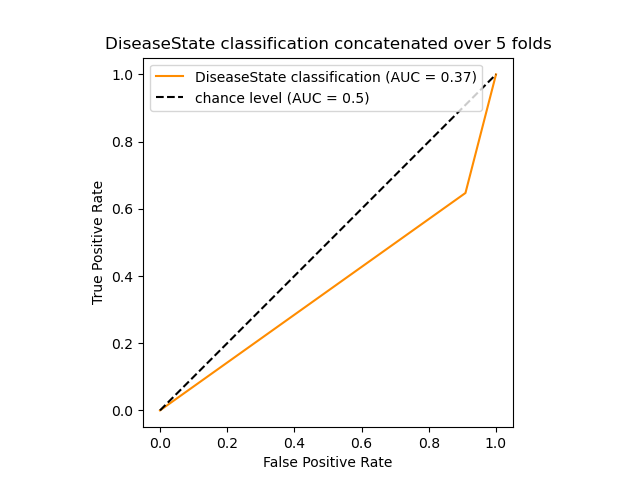 DiseaseState classification concatenated over 5 folds
DiseaseState classification (AUC = 0.37)
chance level (AUC = 0.5)
1.0
0.8
0.6
0.4
0.2
0.0
True Positive Rate
0.0 0.2 0.4 0.6 0.8 1.0
False Positive Rate